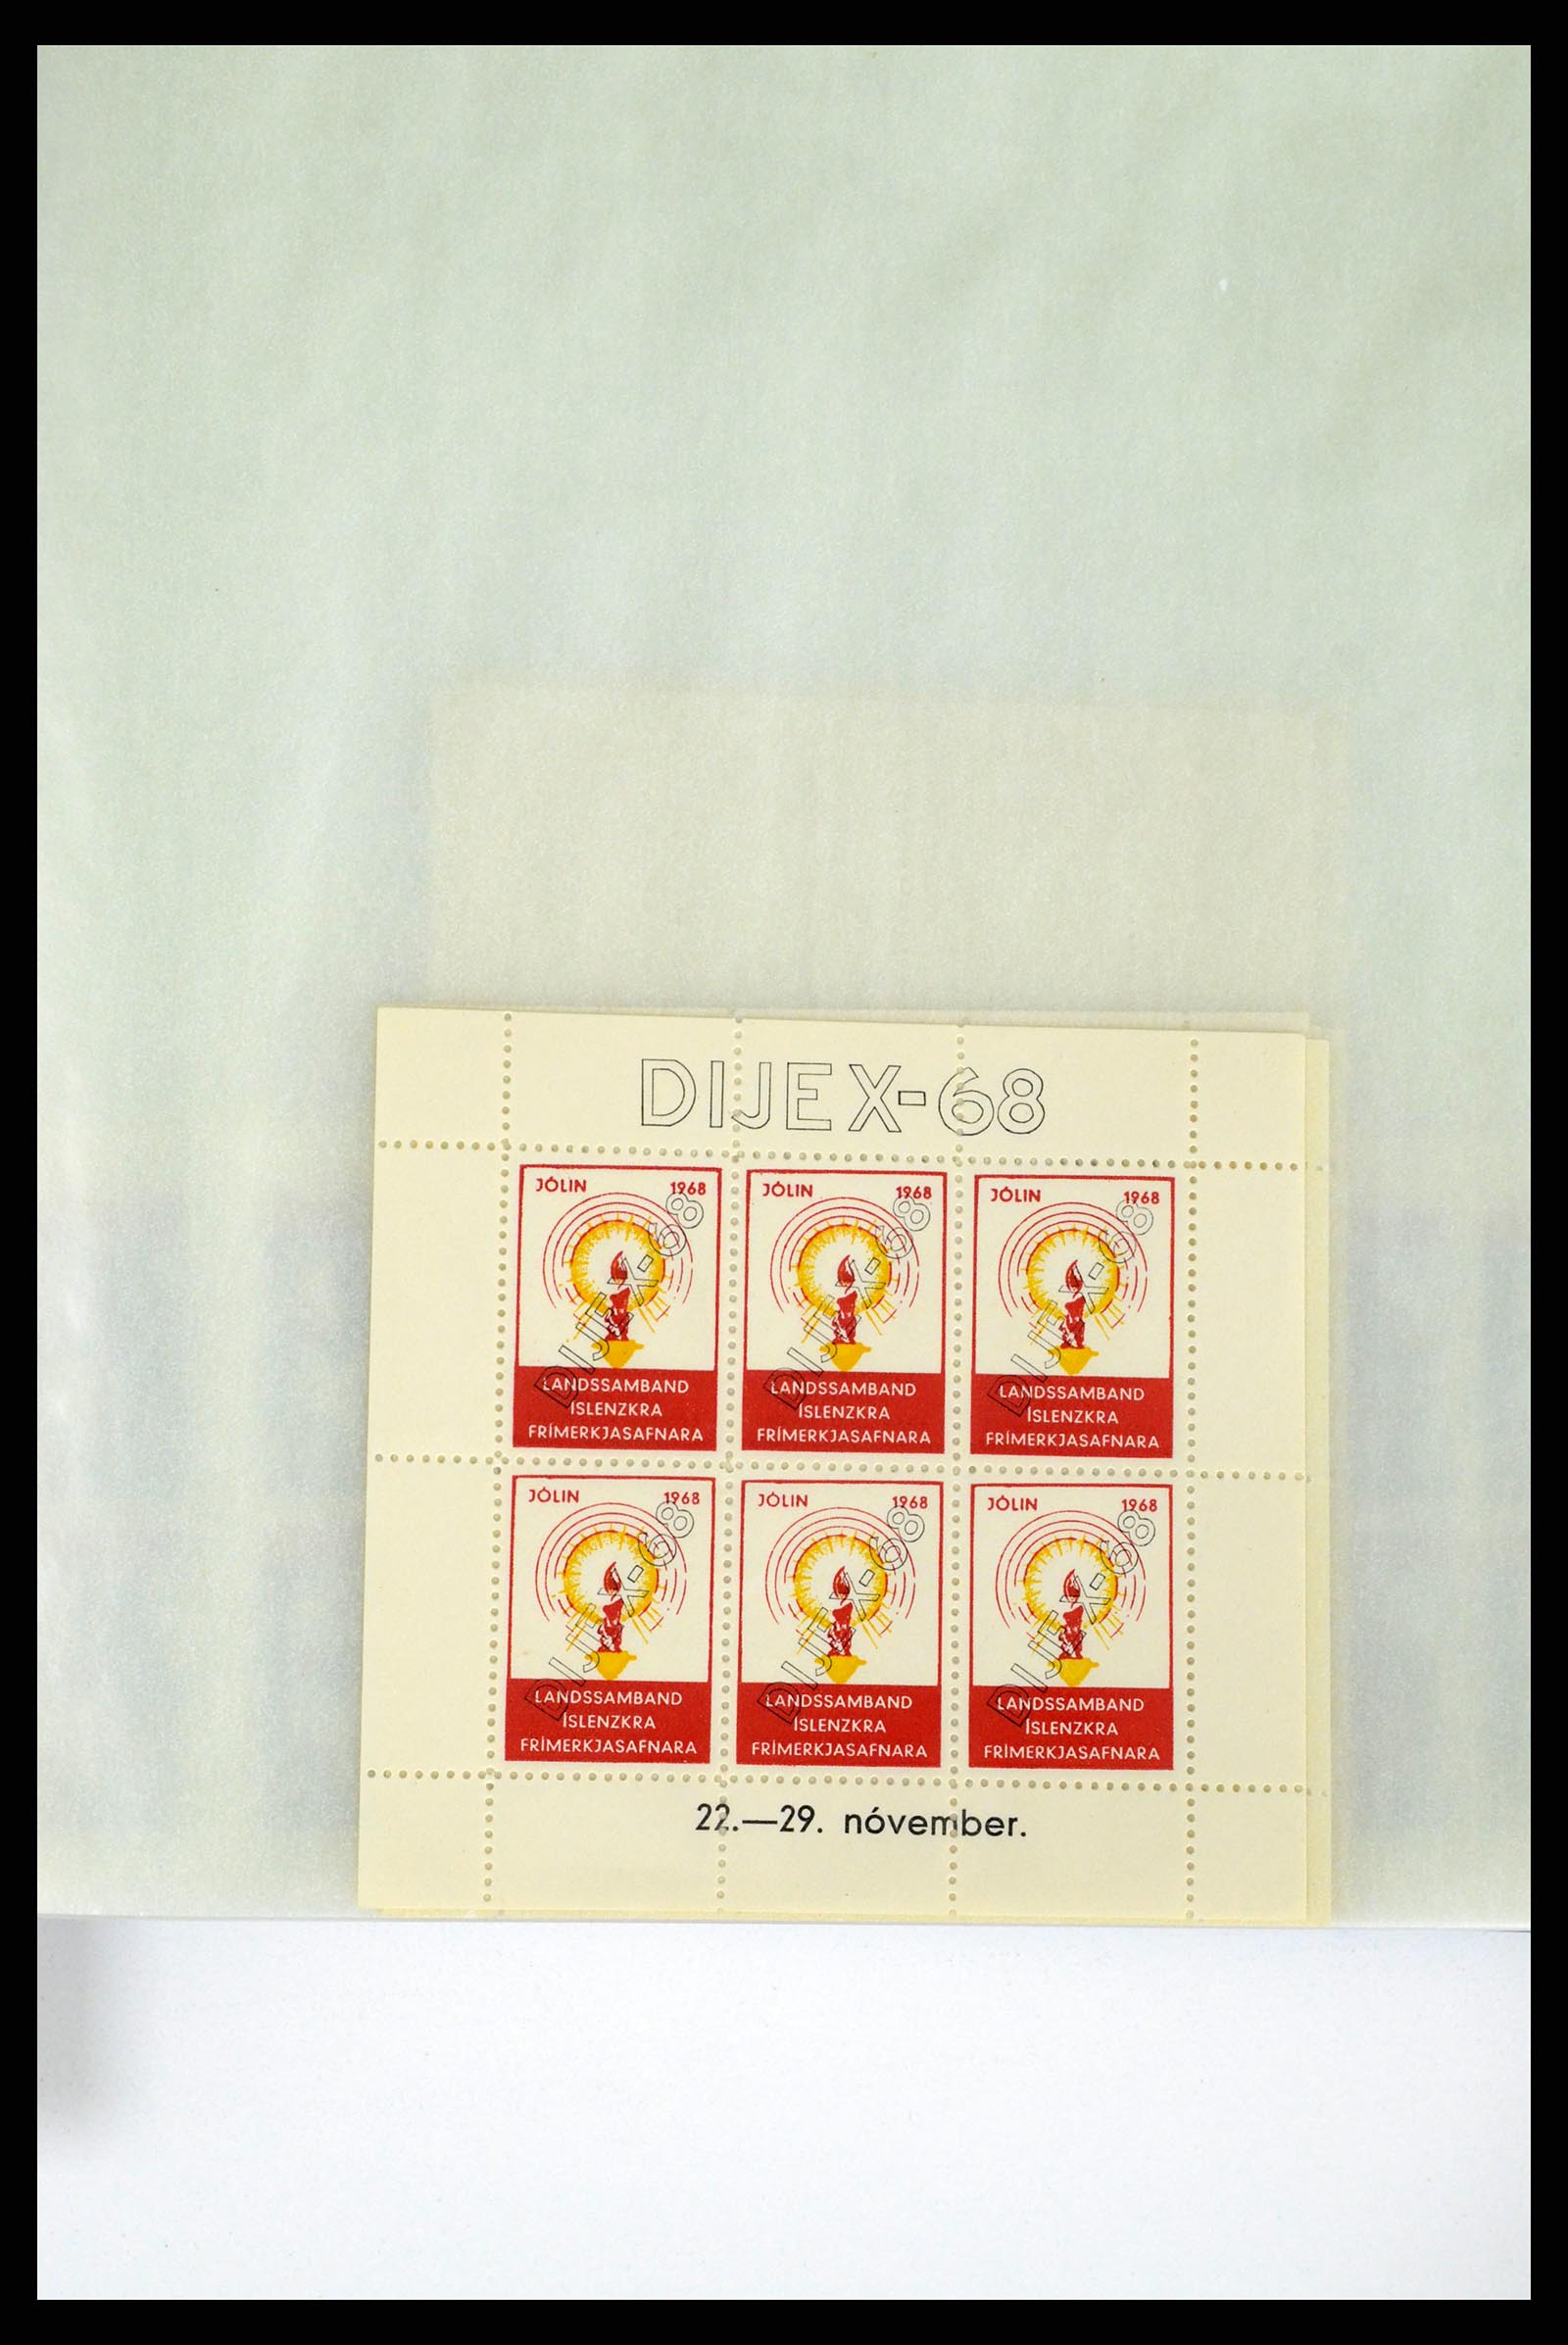 DIJEX-68
JÓLIN 1968
DIJEX-68
LANDSSAMBAND
ÍSLENZKRA
FRÍMERKJASAFNARA
JÓLIN 1968
DIJEX-68
LANDSSAMBAND
ÍSLENZKRA
FRÍMERKJASAFNARA
JÓLIN 1968
DIJEX-68
LANDSSAMBAND
ÍSLENZKRA
FRÍMERKJASAFNARA
JÓLIN 1968
DIJEX-68
LANDSSAMBAND
ÍSLENZKRA
FRÍMERKJASAFNARA
JÓLIN 1968
DIJEX-68
LANDSSAMBAND
ÍSLENZKRA
FRÍMERKJASAFNARA
JÓLIN 1968
DIJEX-68
LANDSSAMBAND
ÍSLENZKRA
FRÍMERKJASAFNARA
22.—29. nóvember.